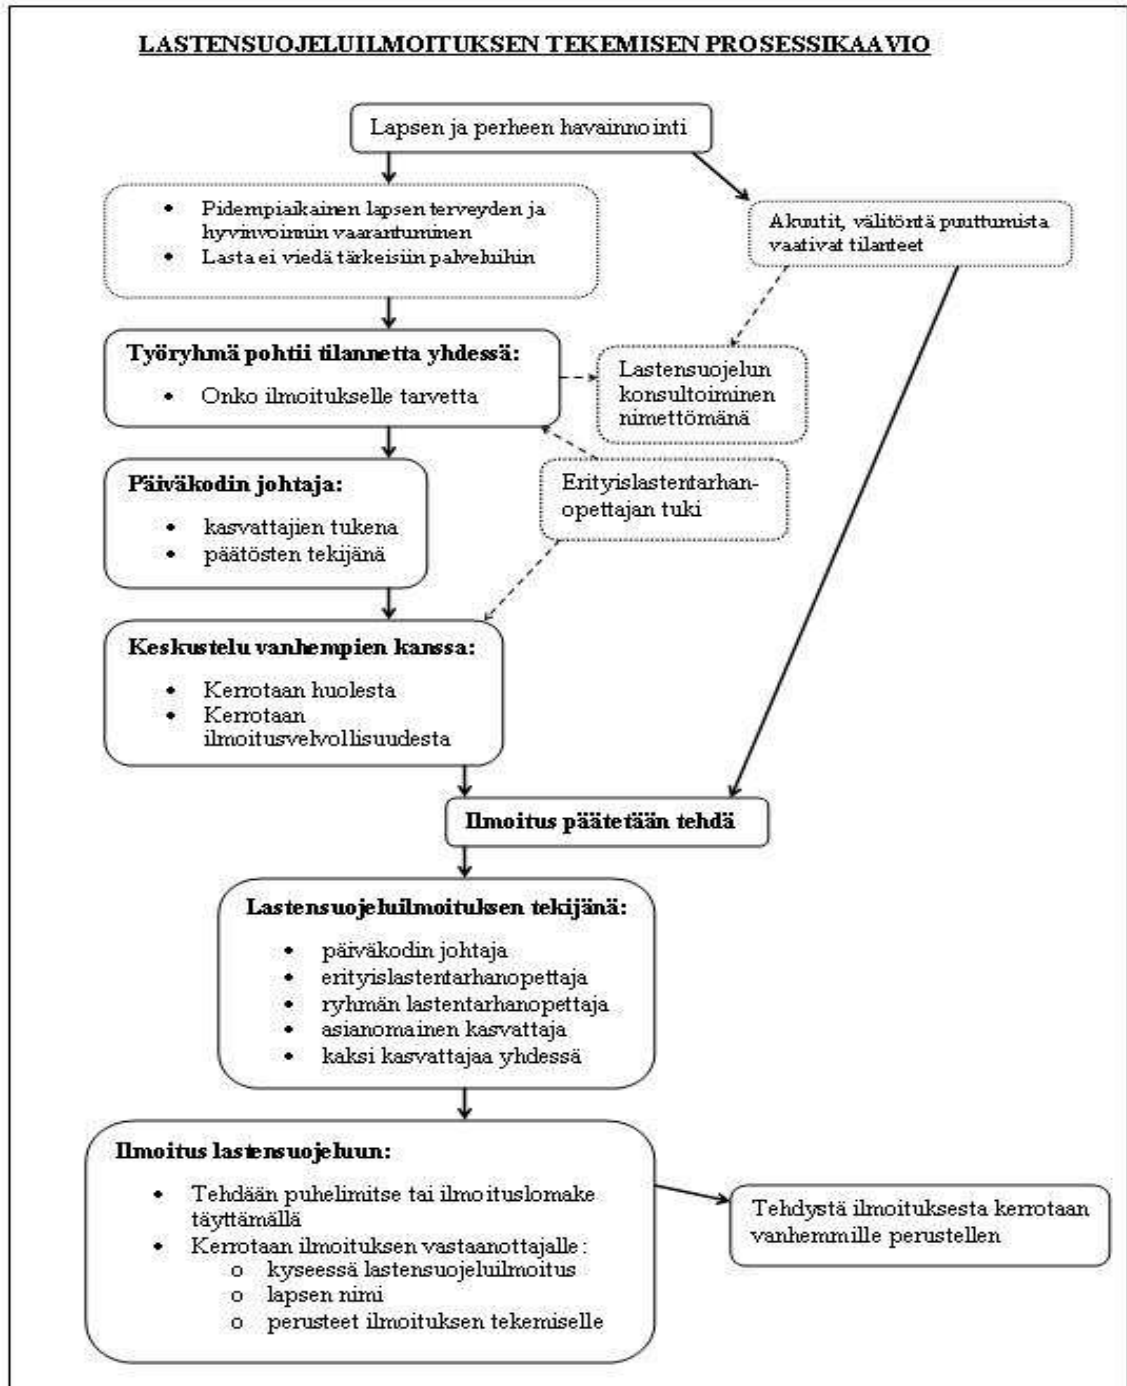 LASTENSUOJELUILMOITUKSEN TEKEMISEN PROSESSIKAAVIO
Lapsen ja perheen havainnointi
• Pidempiaikainen lapsen terveyden ja
hyvinvoinnin vaarantuminen
• Lasta ei viedä tärkeisiin palveluihin
Akuutit, välitöntä puuttumista
vaativat tilanteet
Työryhmä pohtii tilannetta yhdessä:
• Onko ilmoitukselle tarvetta
Lastensuojelun
konsultoiminen
nimettömänä
Päiväkodin johtaja:
• kasvattajien tukena
• päätösten tekijänä
Erityislastentarhan-
opettajan tuki
Keskustelu vanhempien kanssa:
• Kerrotaan huolesta
• Kerrotaan
ilmoitusvelvollisuudesta
Ilmoitus päätetään tehdä
Lastensuojeluilmoituksen tekijänä:
• päiväkodin johtaja
• erityislastentarhanopettaja
• ryhmän lastentarhanopettaja
• asianomainen kasvattaja
• kaksi kasvattajaa yhdessä
Ilmoitus lastensuojeluun:
• Tehdään puhelimitse tai ilmoituslomake
täyttämällä
• Kerrotaan ilmoituksen vastaanottajalle:
o kyseessä lastensuojeluilmoitus
o lapsen nimi
o perusteet ilmoituksen tekemiselle
Tehdystä ilmoituksesta kerrotaan
vanhemmille perustellen